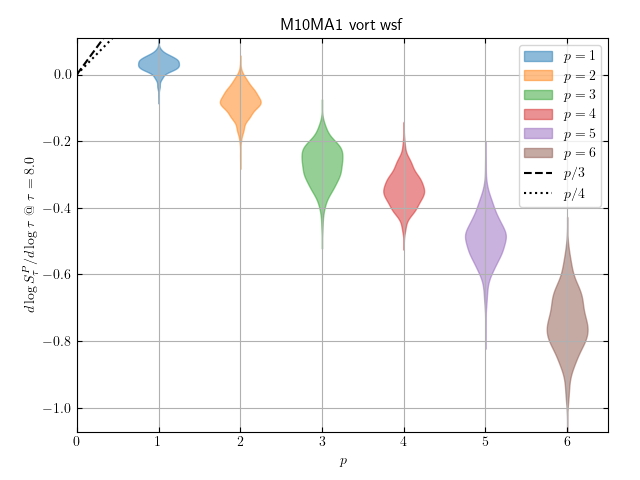 M10MA1 vort wsf
d log S_τ^P / d log τ @ τ = 8.0
0.0
−0.2
−0.4
−0.6
−0.8
−1.0
0 1 2 3 4 5 6
p
p = 1
p = 2
p = 3
p = 4
p = 5
p = 6
p/3
p/4